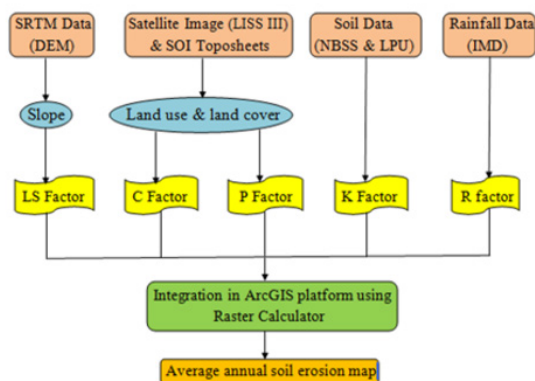 SRTM Data
(DEM)
Satellite Image (LISS III)
& SOI Toposheets
Soil Data
(NBSS & LPU)
Rainfall Data
(IMD)
Slope
Land use & land cover
LS Factor
C Factor
P Factor
K Factor
R factor
Integration in ArcGIS platform using
Raster Calculator
Average annual soil erosion map